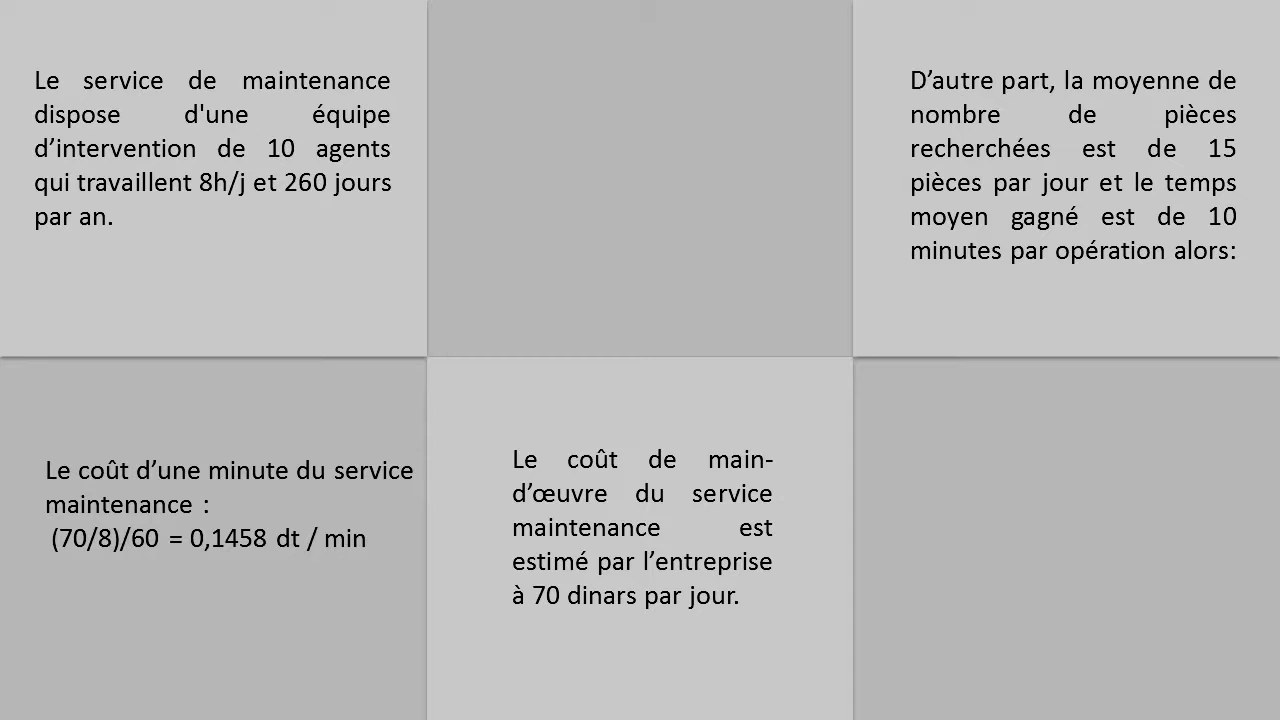 Le service de maintenance
dispose d'une équipe
d’intervention de 10 agents
qui travaillent 8h/j et 260 jours
par an.
D’autre part, la moyenne de
nombre de pièces
recherchées est de 15
pièces par jour et le temps
moyen gagné est de 10
minutes par opération alors:
Le coût d’une minute du service
maintenance :
(70/8)/60 = 0,1458 dt / min
Le coût de main-
d’œuvre du service
maintenance est
estimé par l’entreprise
à 70 dinars par jour.